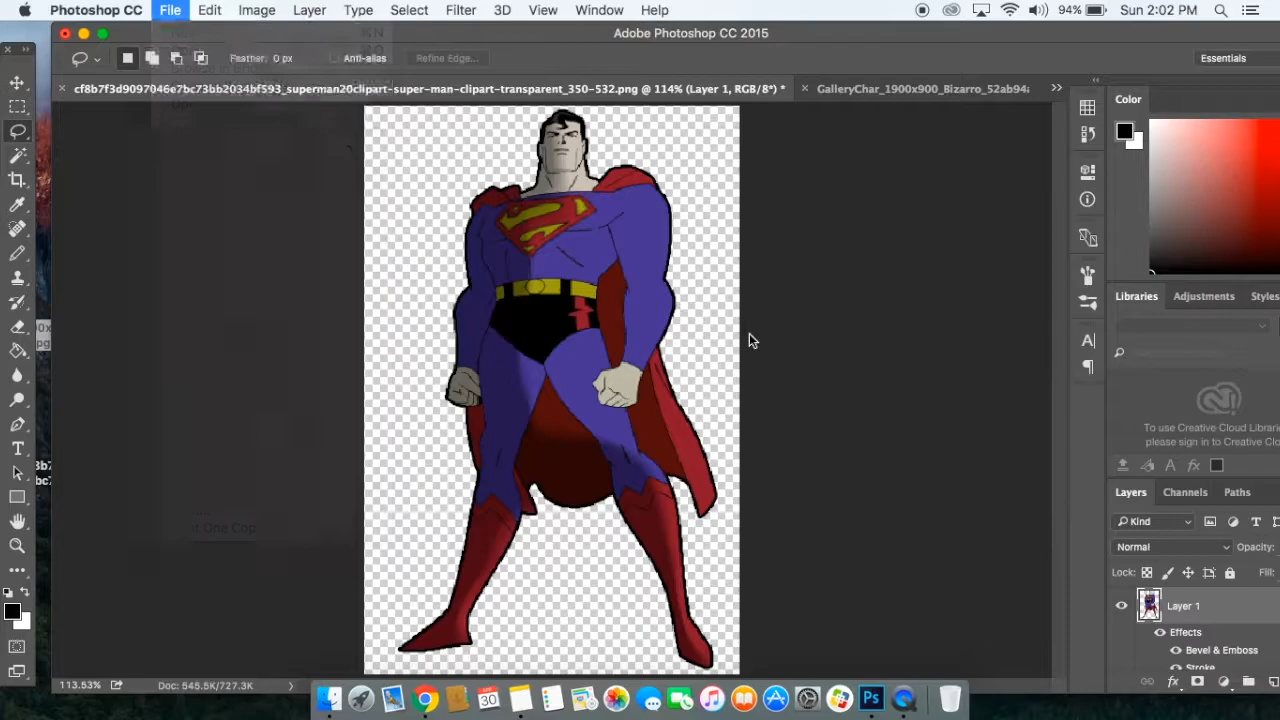 Photoshop CC File Edit Image Layer Type Select Filter 3D View Window Help 94% Sun 2:02 PM
Adobe Photoshop CC 2015
Feather: 0 px Anti-alias Refine Edge... Essentials
cf8b7f3d9097046e7bc73bb2034bf593_superman20clipart-super-man-clipart-transparent_350-532.png @ 114% (Layer 1, RGB/8*) * GalleryChar_1900x900_Bizarro_52ab94
Color
Libraries Adjustments Styles
To use Creative Cloud Librarie
please sign in to Creative Clou
Layers Channels Paths
Kind
Normal Opacity:
Lock: Fill:
Layer 1
Effects
Bevel & Emboss
Stroke
113.53% Doc: 545.5K/727.3K